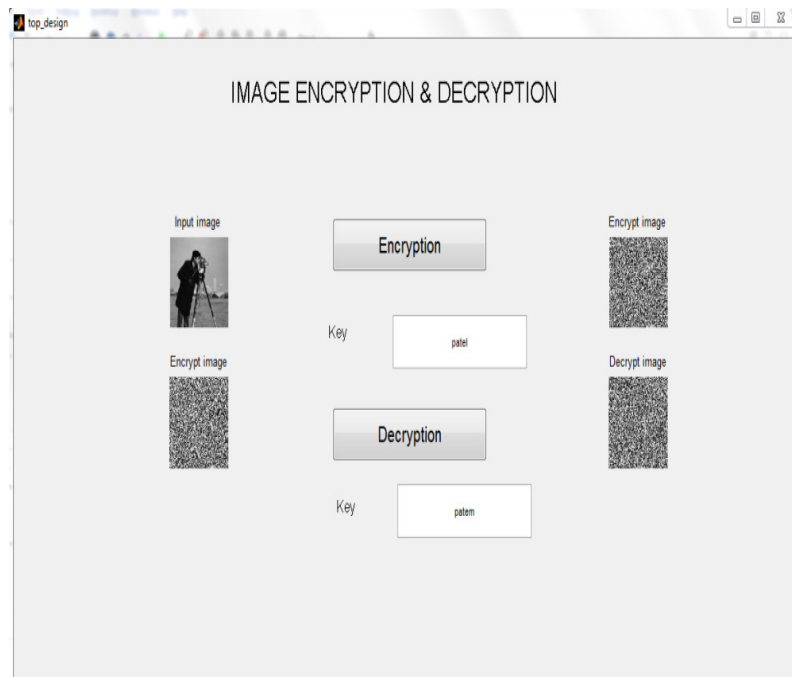 top_design
IMAGE ENCRYPTION & DECRYPTION
Input image
Encryption
Encrypt image
Key
patel
Encrypt image
Decrypt image
Decryption
Key
patem